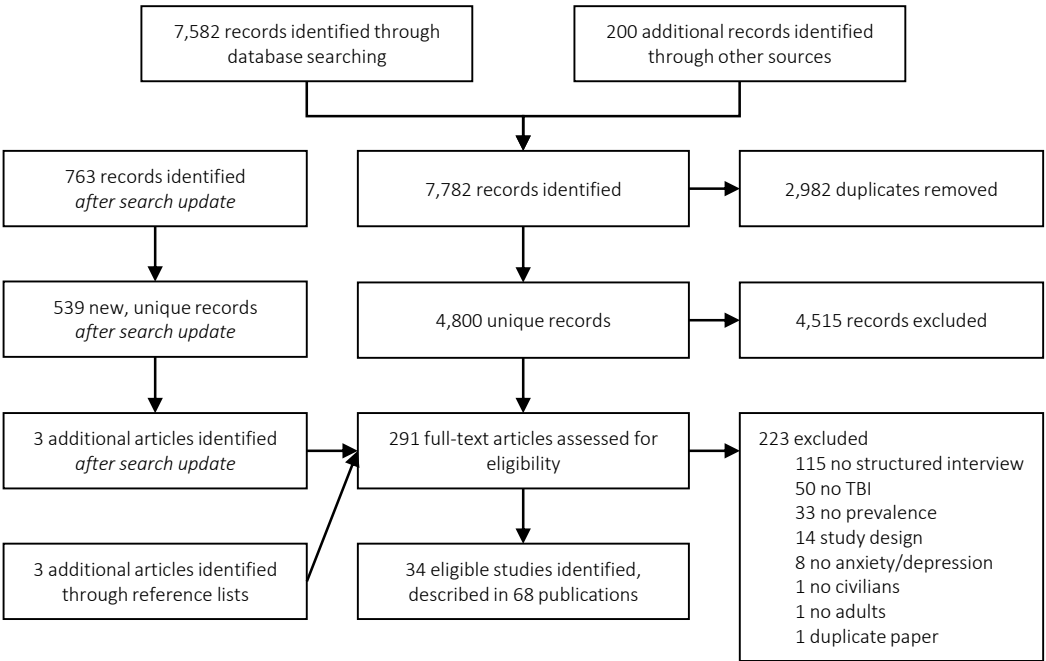 7,582 records identified through
database searching
200 additional records identified
through other sources
763 records identified
after search update
7,782 records identified
2,982 duplicates removed
539 new, unique records
after search update
4,800 unique records
4,515 records excluded
3 additional articles identified
after search update
291 full-text articles assessed for
eligibility
223 excluded
115 no structured interview
50 no TBI
33 no prevalence
14 study design
8 no anxiety/depression
1 no civilians
1 no adults
1 duplicate paper
3 additional articles identified
through reference lists
34 eligible studies identified,
described in 68 publications